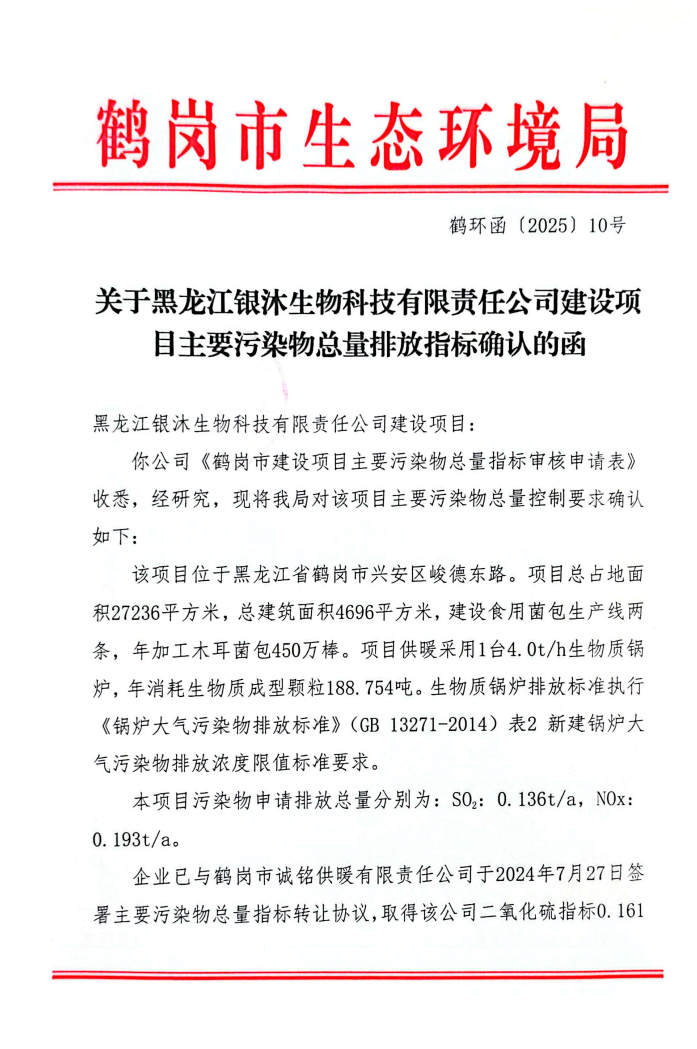 鹤岗市生态环境局
鹤环函〔2025〕10号
关于黑龙江银沐生物科技有限责任公司建设项
目主要污染物总量排放指标确认的函
黑龙江银沐生物科技有限责任公司建设项目：
你公司《鹤岗市建设项目主要污染物总量指标审核申请表》
收悉，经研究，现将我局对该项目主要污染物总量控制要求确认
如下：
该项目位于黑龙江省鹤岗市兴安区峻德东路。项目总占地面
积27236平方米，总建筑面积4696平方米，建设食用菌包生产线两
条，年加工木耳菌包450万棒。项目供暖采用1台4.0t/h生物质锅
炉，年消耗生物质成型颗粒188.754吨。生物质锅炉排放标准执行
《锅炉大气污染物排放标准》（GB 13271-2014）表2 新建锅炉大
气污染物排放浓度限值标准要求。
本项目污染物申请排放总量分别为：SO₂：0.136t/a，NOx：
0.193t/a。
企业已与鹤岗市诚铭供暖有限责任公司于2024年7月27日签
署主要污染物总量指标转让协议，取得该公司二氧化硫指标0.161